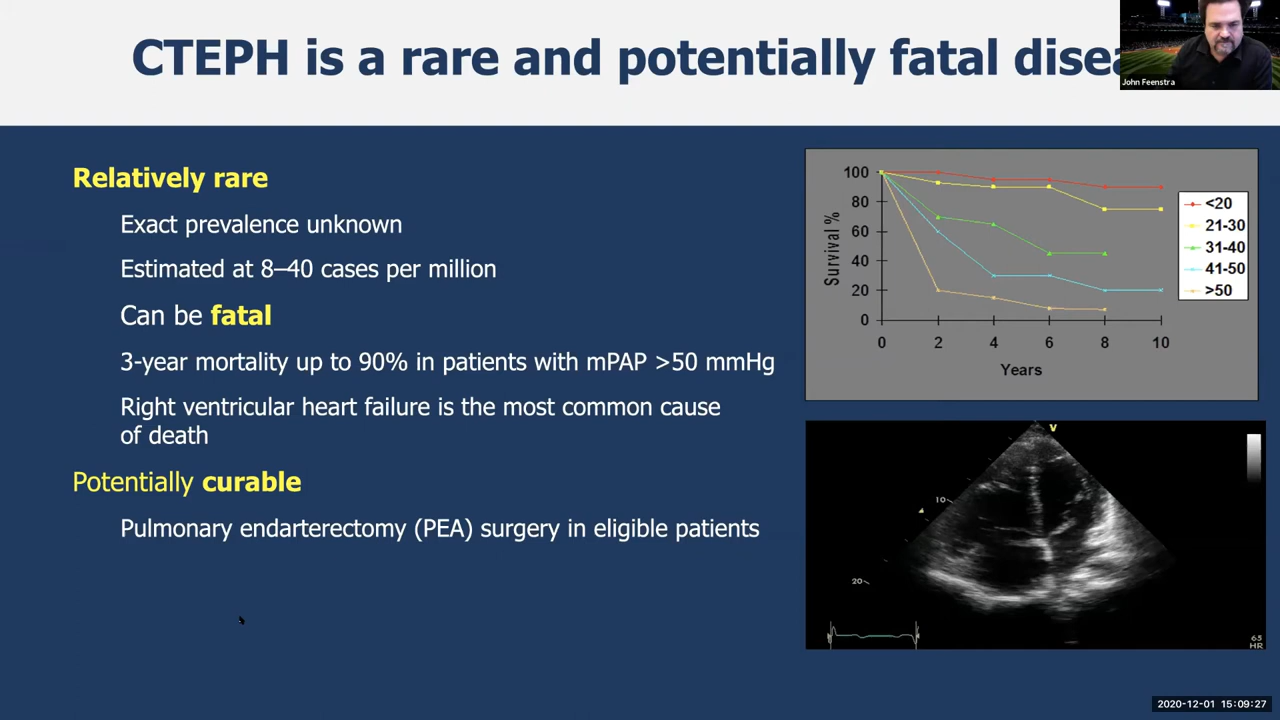 CTEPH is a rare and potentially fatal disea
John Feenstra
Relatively rare
Exact prevalence unknown
Estimated at 8–40 cases per million
Can be fatal
3-year mortality up to 90% in patients with mPAP >50 mmHg
Right ventricular heart failure is the most common cause
of death
Potentially curable
Pulmonary endarterectomy (PEA) surgery in eligible patients
Survival %
100
80
60
40
20
0
0 2 4 6 8 10
Years
<20
21-30
31-40
41-50
>50
V
10
20
65
HR
2020-12-01 15:09:27